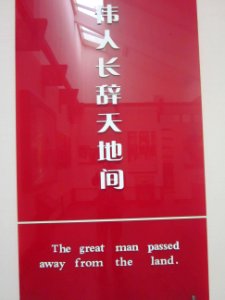 伟人长辞天地间
The great man passed
away from the land.